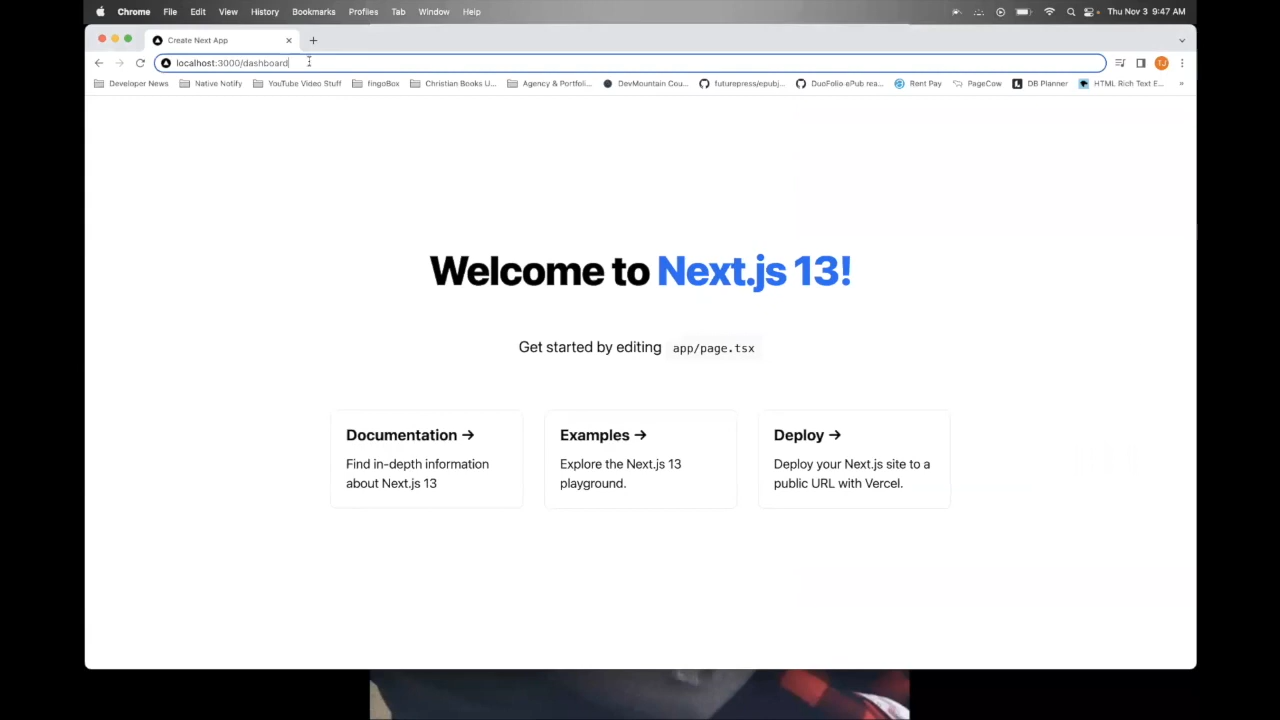 Chrome File Edit View History Bookmarks Profiles Tab Window Help Thu Nov 3 9:47 AM
Create Next App
localhost:3000/dashboard TJ
Developer News Native Notify YouTube Video Stuff fingoBox Christian Books U... Agency & Portfoli... DevMountain Cou... futurepress/epubj... DuoFolio ePub rea... Rent Pay PageCow DB Planner HTML Rich Text E... »
Welcome to Next.js 13!
Get started by editing app/page.tsx
Documentation →
Find in-depth information
about Next.js 13
Examples →
Explore the Next.js 13
playground.
Deploy →
Deploy your Next.js site to a
public URL with Vercel.